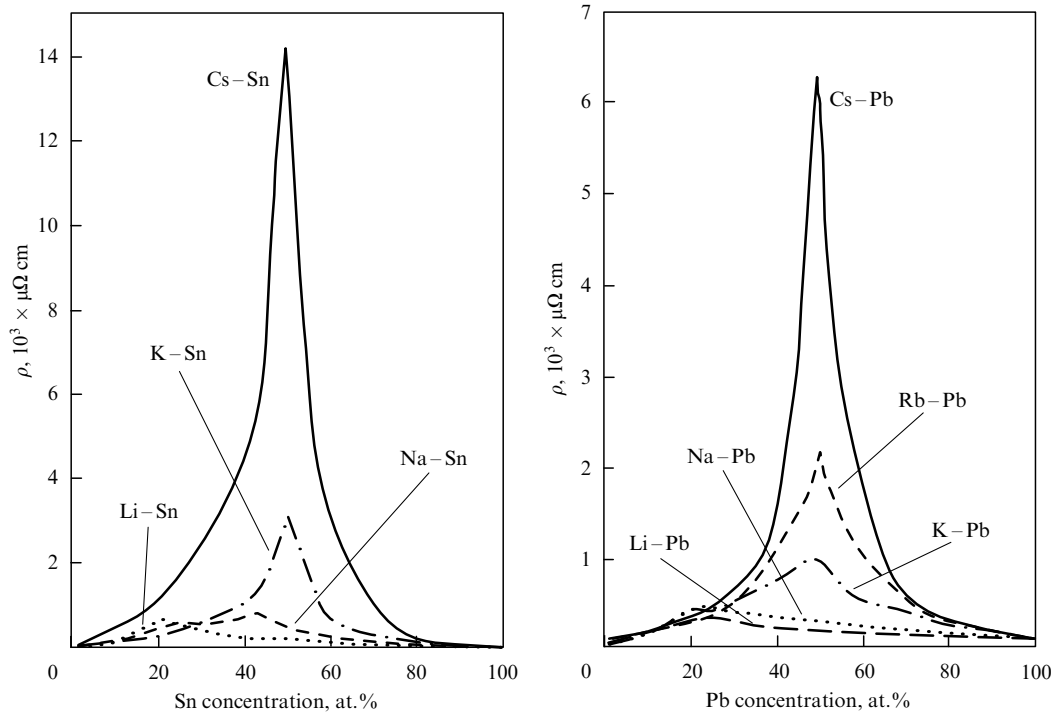 14
12
10
8
6
4
2
0
20
40
60
80
100
ρ, 10³ × μΩ cm
Sn concentration, at.%
Cs – Sn
K – Sn
Na – Sn
Li – Sn
7
6
5
4
3
2
1
0
20
40
60
80
100
ρ, 10³ × μΩ cm
Pb concentration, at.%
Cs – Pb
Rb – Pb
Na – Pb
K – Pb
Li – Pb